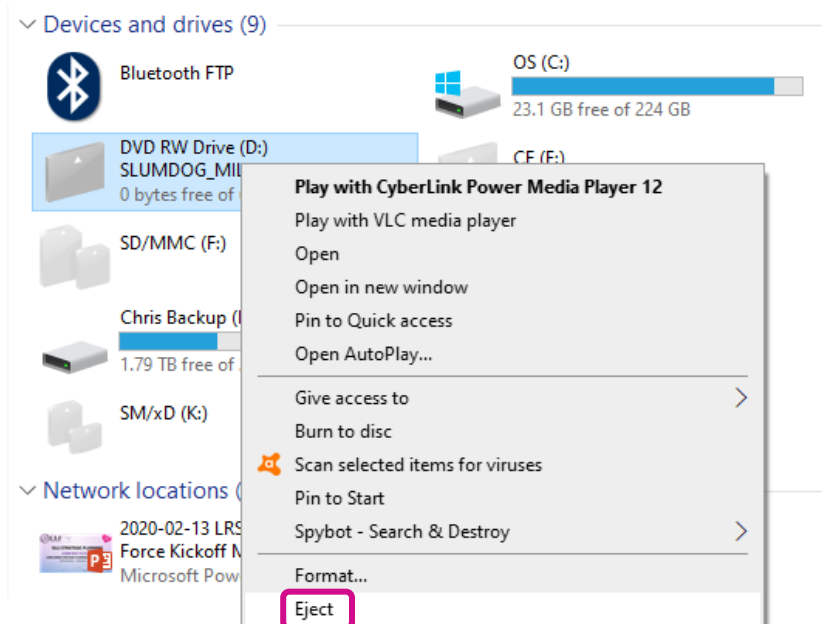 Devices and drives (9)
Bluetooth FTP
OS (C:)
23.1 GB free of 224 GB
DVD RW Drive (D:)
SLUMDOG_MIL
0 bytes free of
CF (E:)
SD/MMC (F:)
Chris Backup (
1.79 TB free of
SM/xD (K:)
Network locations (
2020-02-13 LRS
Force Kickoff M
Microsoft Pow
Play with CyberLink Power Media Player 12
Play with VLC media player
Open
Open in new window
Pin to Quick access
Open AutoPlay...
Give access to
Burn to disc
Scan selected items for viruses
Pin to Start
Spybot - Search & Destroy
Format...
Eject